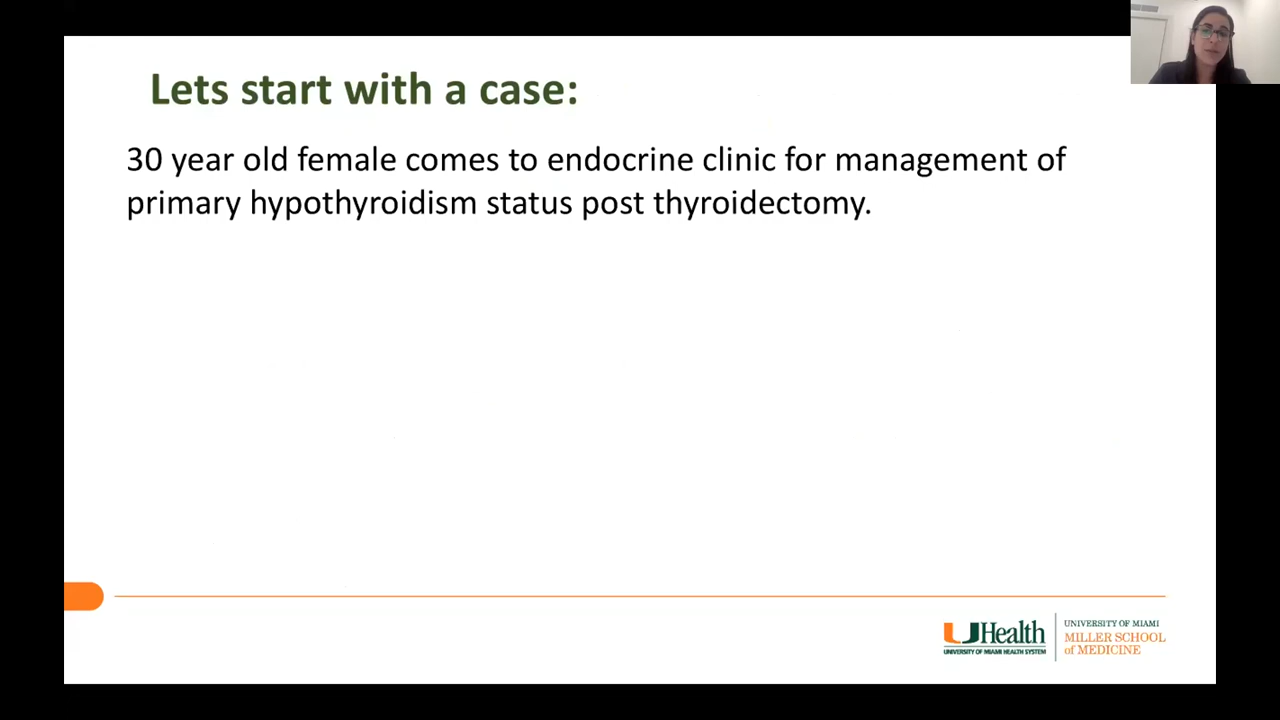 Lets start with a case:
30 year old female comes to endocrine clinic for management of
primary hypothyroidism status post thyroidectomy.
UHealth
UNIVERSITY OF MIAMI HEALTH SYSTEM
UNIVERSITY OF MIAMI
MILLER SCHOOL
of MEDICINE